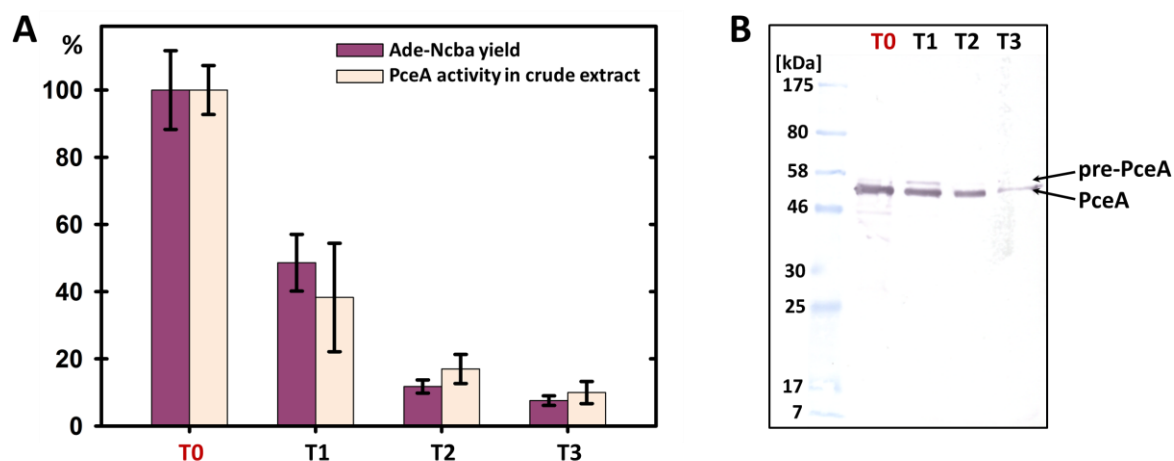 A
%
Ade-Ncba yield
PceA activity in crude extract
100
80
60
40
20
0
T0 T1 T2 T3
B
T0 T1 T2 T3
[kDa]
175
80
58
46
30
25
17
7
pre-PceA
PceA